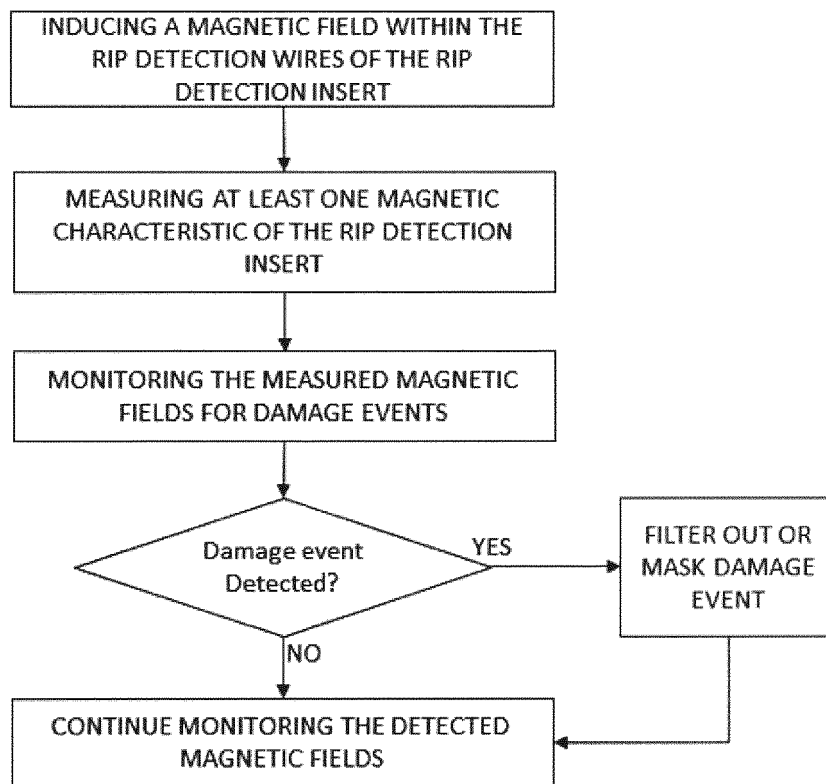 INDUCING A MAGNETIC FIELD WITHIN THE
RIP DETECTION WIRES OF THE RIP
DETECTION INSERT
MEASURING AT LEAST ONE MAGNETIC
CHARACTERISTIC OF THE RIP DETECTION
INSERT
MONITORING THE MEASURED MAGNETIC
FIELDS FOR DAMAGE EVENTS
Damage event
Detected?
YES
FILTER OUT OR
MASK DAMAGE
EVENT
NO
CONTINUE MONITORING THE DETECTED
MAGNETIC FIELDS